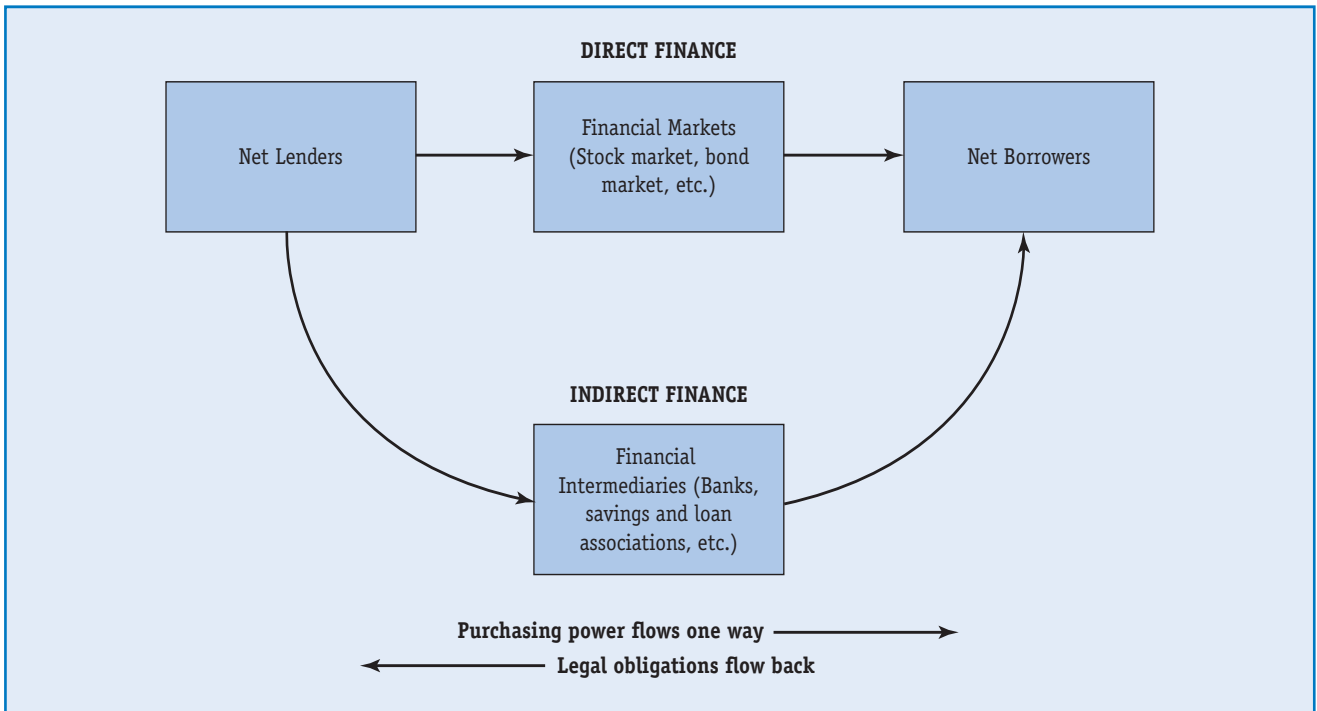 DIRECT FINANCE
Net Lenders
Financial Markets
(Stock market, bond
market, etc.)
Net Borrowers
INDIRECT FINANCE
Financial
Intermediaries (Banks,
savings and loan
associations, etc.)
Purchasing power flows one way
Legal obligations flow back